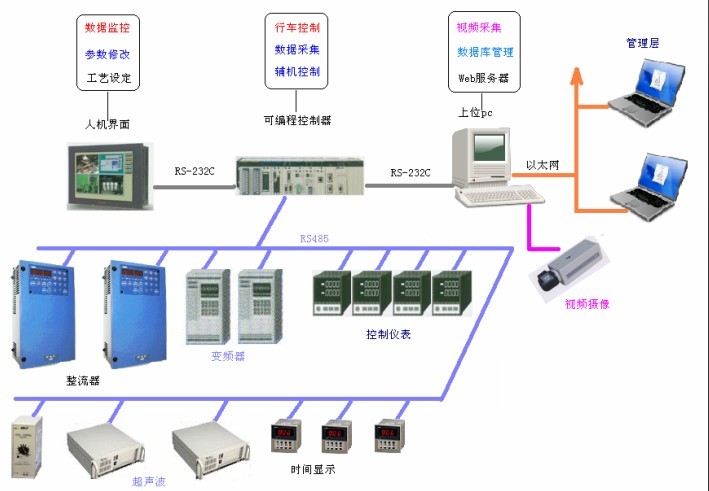 数据监控
参数修改
工艺设定
行车控制
数据采集
辅机控制
视频采集
数据库管理
Web服务器
管理层
人机界面
可编程控制器
上位pc
RS-232C
RS-232C
以太网
RS485
视频摄像
控制仪表
变频器
整流器
超声波
时间显示